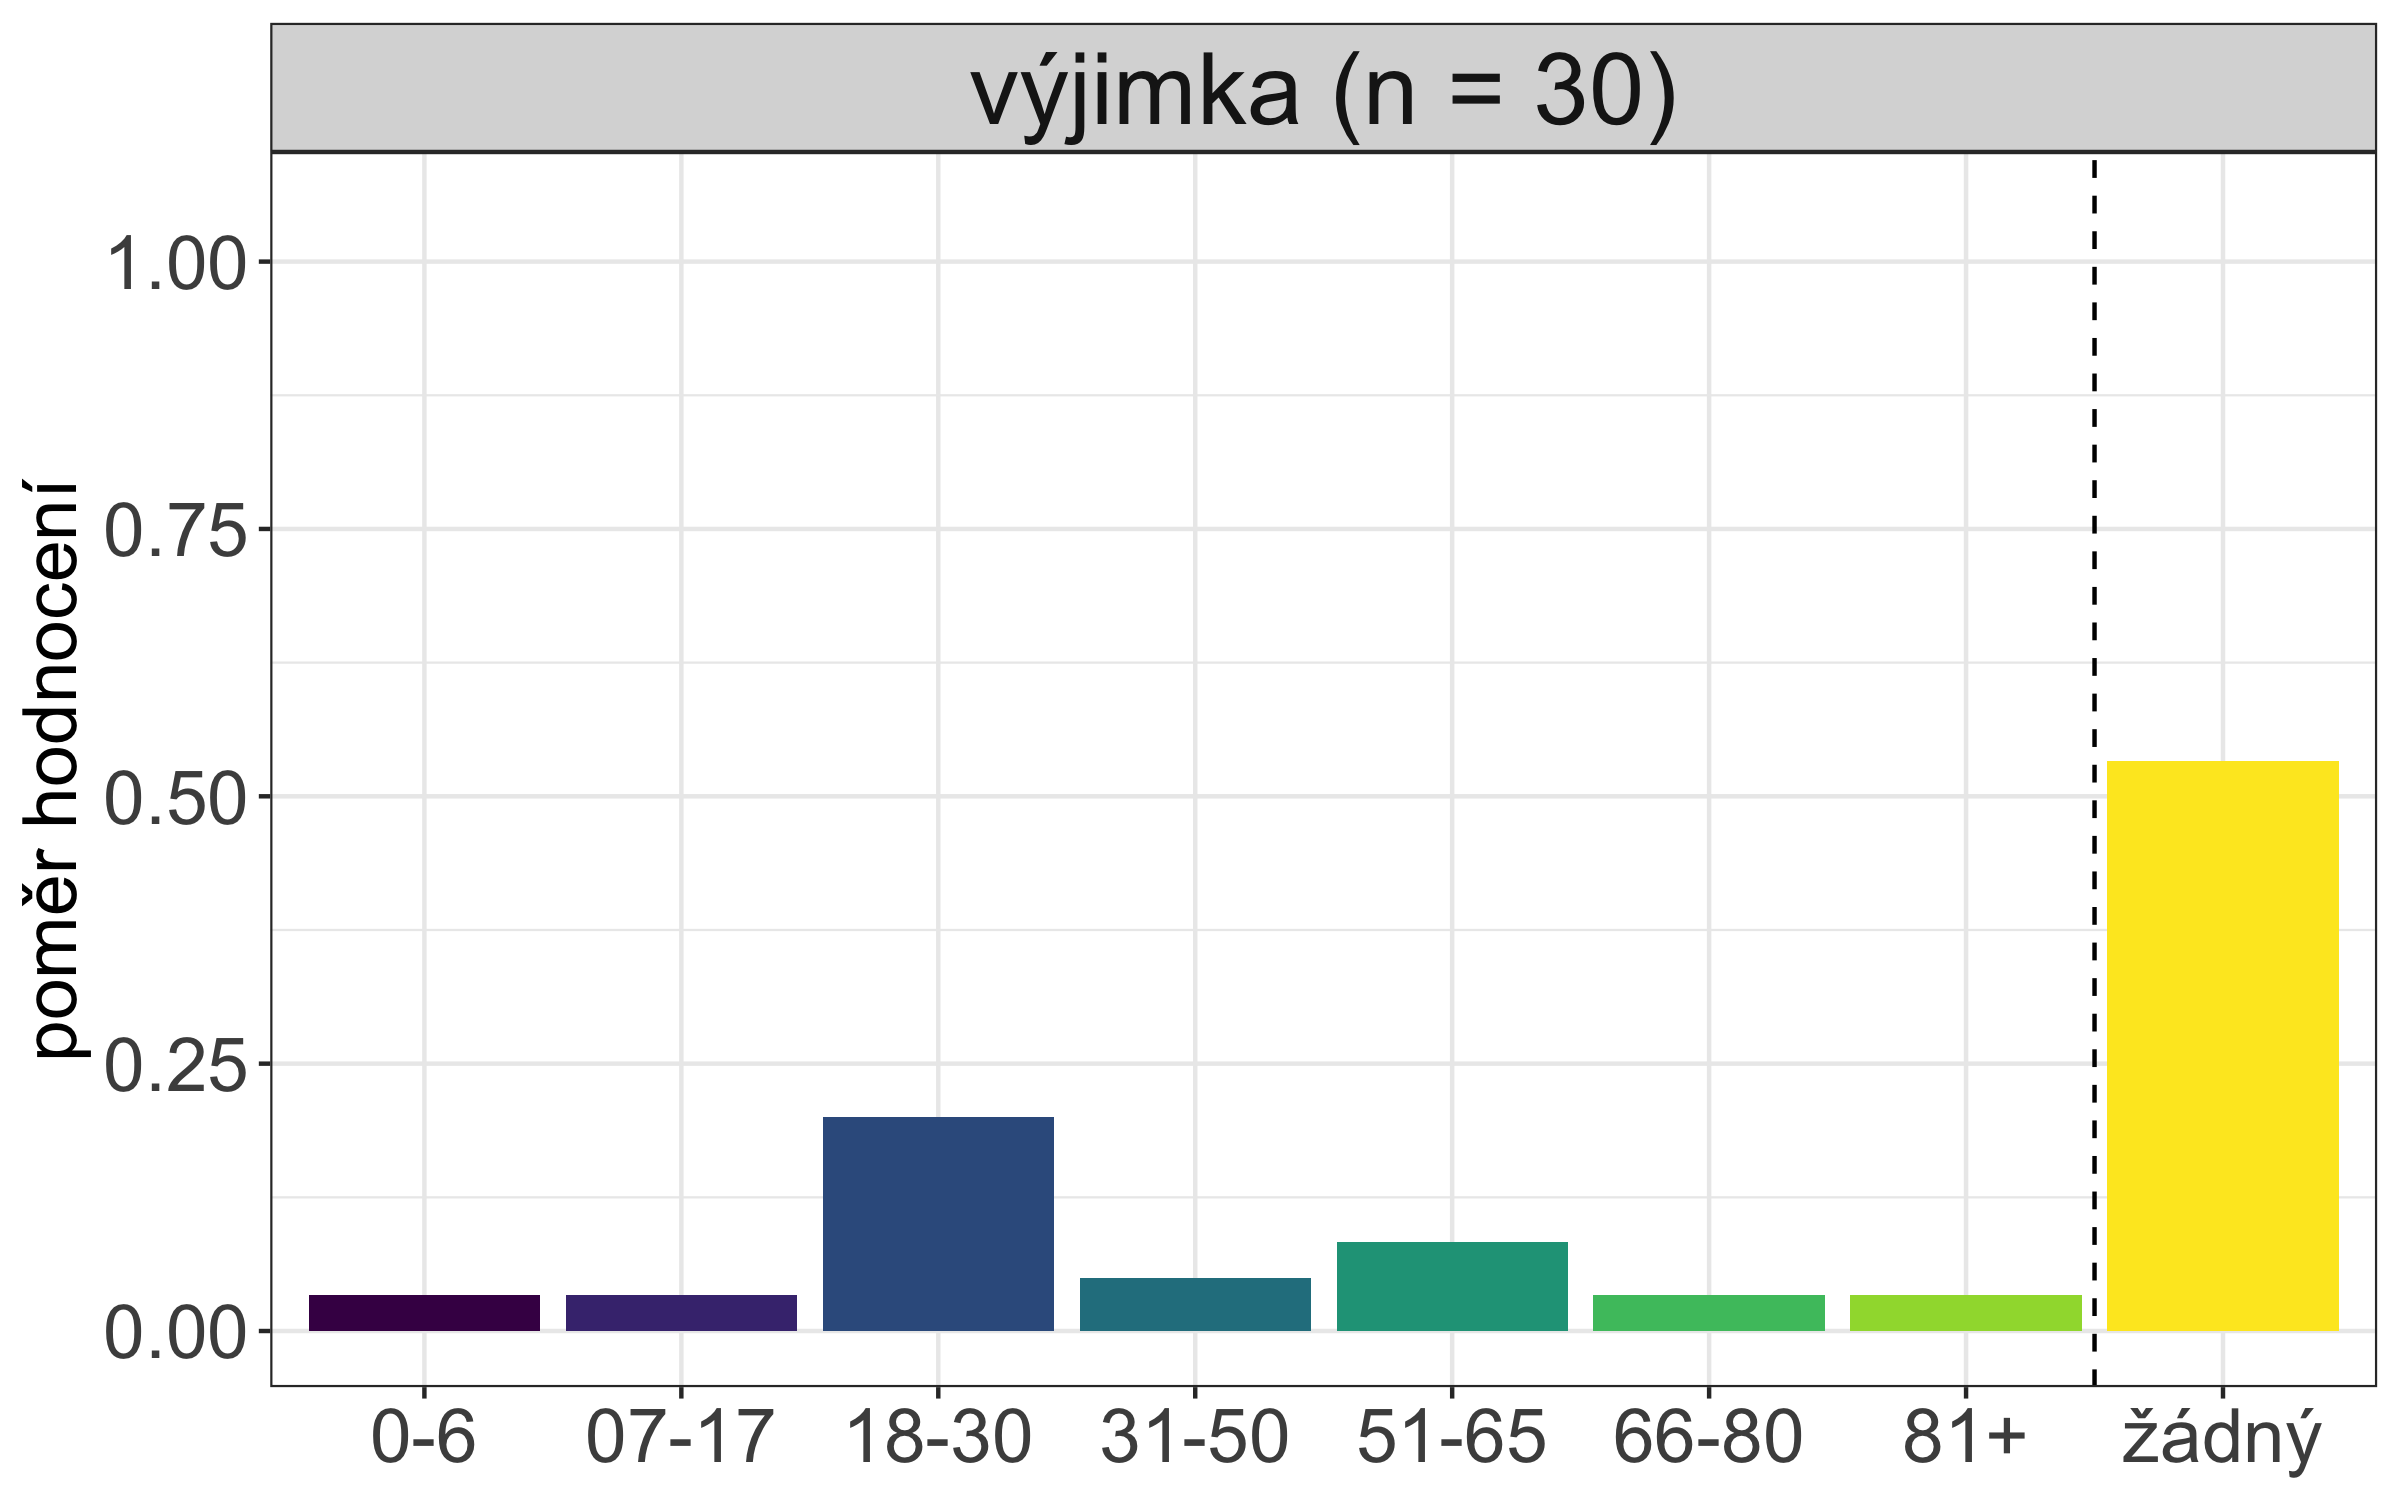 výjimka (n = 30)
poměr hodnocení
1.00
0.75
0.50
0.25
0.00
0-6 07-17 18-30 31-50 51-65 66-80 81+ žádný